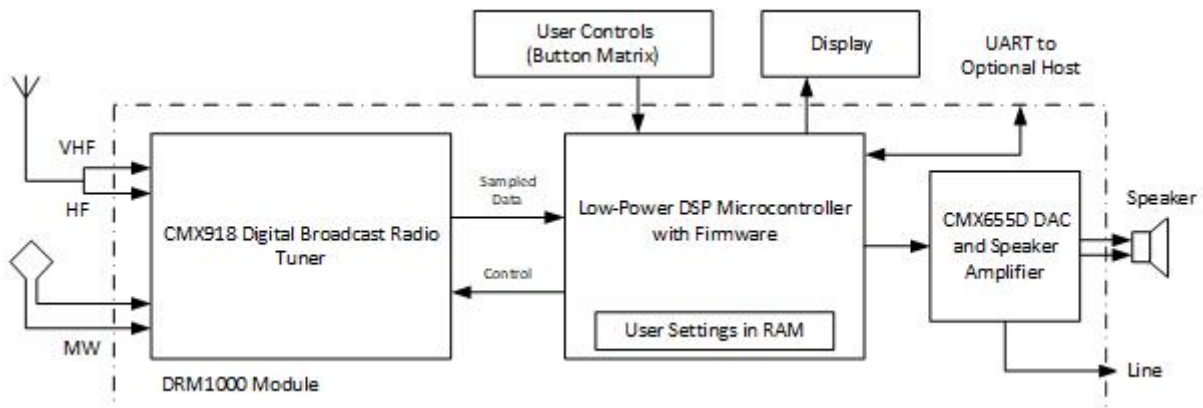 User Controls
(Button Matrix)
Display
UART to
Optional Host
VHF
HF
MW
CMX918 Digital Broadcast Radio
Tuner
Sampled
Data
Control
Low-Power DSP Microcontroller
with Firmware
User Settings in RAM
CMX655D DAC
and Speaker
Amplifier
Speaker
Line
DRM1000 Module